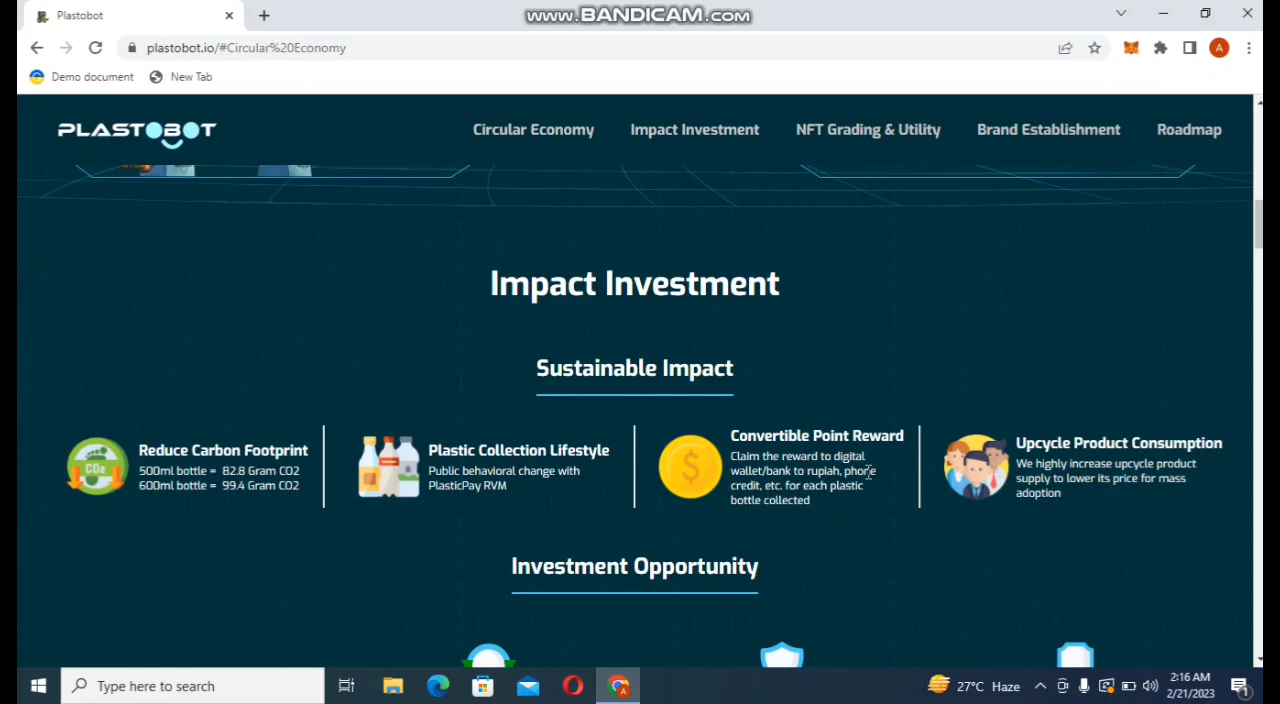 Plastobot
www.BANDICAM.com
plastobot.io/#Circular%20Economy
A
Demo document
New Tab
PLASTOBOT
Circular Economy
Impact Investment
NFT Grading & Utility
Brand Establishment
Roadmap
Impact Investment
Sustainable Impact
CO2
Reduce Carbon Footprint
500ml bottle = 82.8 Gram CO2
600ml bottle = 99.4 Gram CO2
Plastic Collection Lifestyle
Public behavioral change with
PlasticPay RVM
$
Convertible Point Reward
Claim the reward to digital
wallet/bank to rupiah, phone
credit, etc. for each plastic
bottle collected
Upcycle Product Consumption
We highly increase upcycle product
supply to lower its price for mass
adoption
Investment Opportunity
Type here to search
A
27°C Haze
2:16 AM
2/21/2023
1